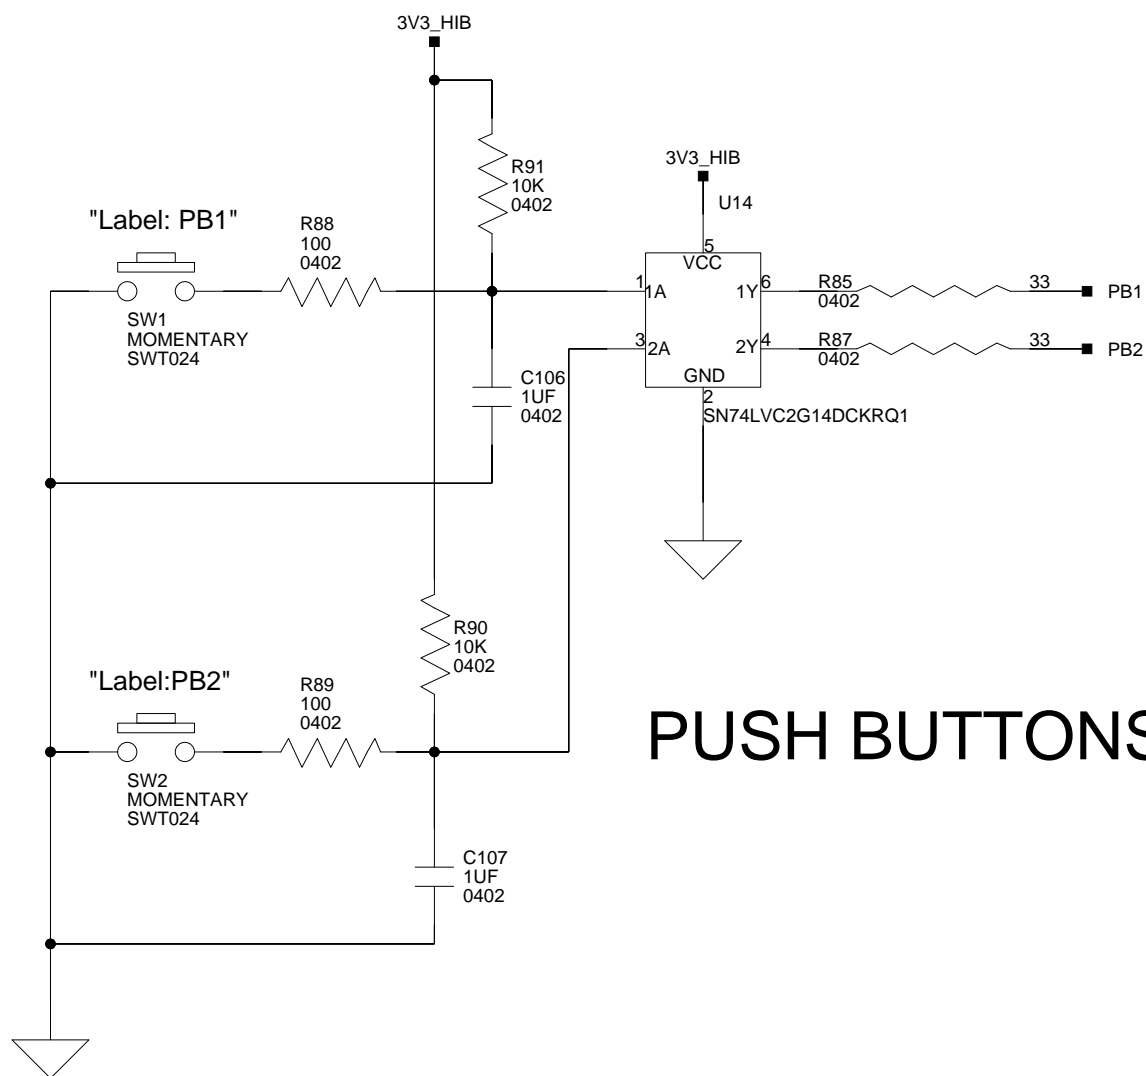 3V3_HIB
R91
10K
0402
3V3_HIB
U14
"Label: PB1"
R88
100
0402
SW1
MOMENTARY
SWT024
5
VCC
1
1A
1Y
6
R85
0402
33
PB1
3
2A
2Y
4
R87
0402
33
PB2
GND
2
SN74LVC2G14DCKRQ1
C106
1UF
0402
R90
10K
0402
"Label:PB2"
R89
100
0402
SW2
MOMENTARY
SWT024
PUSH BUTTONS
C107
1UF
0402